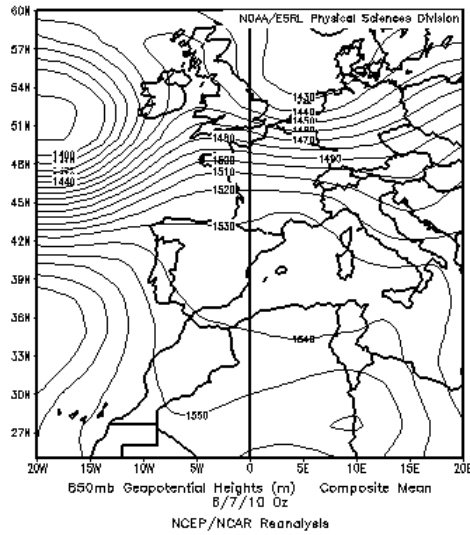 60N
NOAA/ESRL Physical Sciences Division
57N
54N
51N
48N
45N
42N
39N
36N
33N
30N
27N
1430
1440
1450
1460
1470
1480
1490
1500
1510
1520
1530
1400
1440
1540
1550
20W 15W 10W 5W 0 5E 10E 15E 20E
850mb Geopotential Heights (m) Composite Mean
6/7/10 0z
NCEP/NCAR Reanalysis